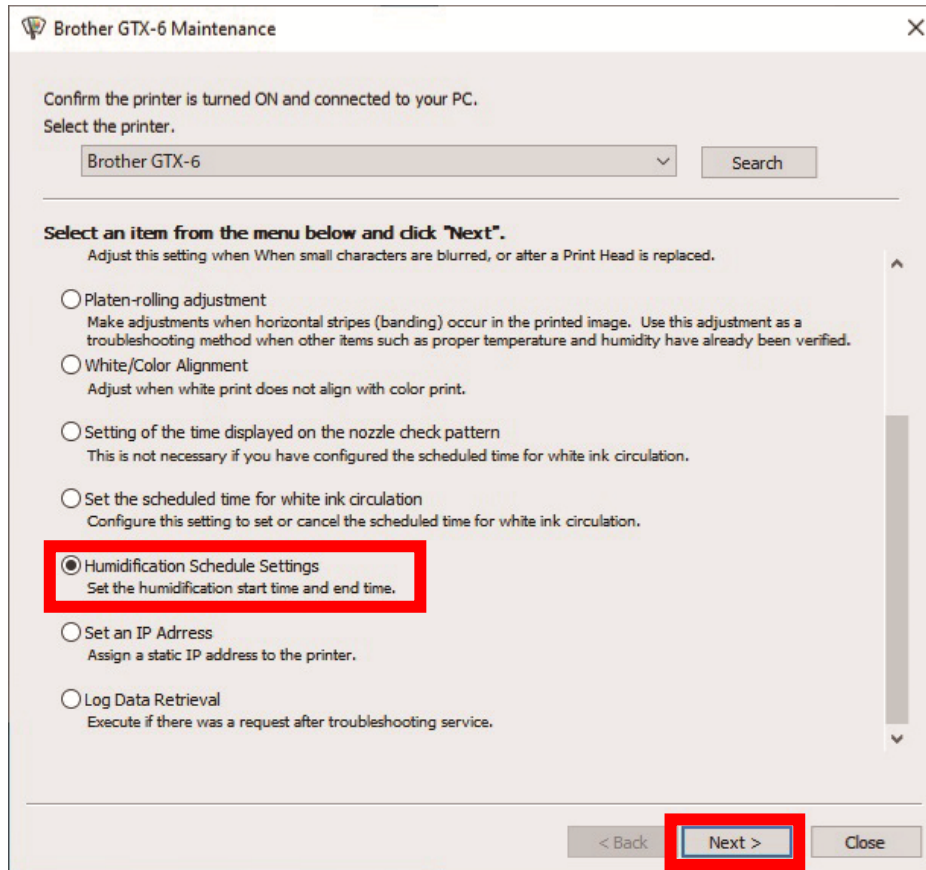 Brother GTX-6 Maintenance
Confirm the printer is turned ON and connected to your PC.
Select the printer.
Brother GTX-6
Search
Select an item from the menu below and click "Next".
Adjust this setting when When small characters are blurred, or after a Print Head is replaced.
Platen-rolling adjustment
Make adjustments when horizontal stripes (banding) occur in the printed image. Use this adjustment as a
troubleshooting method when other items such as proper temperature and humidity have already been verified.
White/Color Alignment
Adjust when white print does not align with color print.
Setting of the time displayed on the nozzle check pattern
This is not necessary if you have configured the scheduled time for white ink circulation.
Set the scheduled time for white ink circulation
Configure this setting to set or cancel the scheduled time for white ink circulation.
Humidification Schedule Settings
Set the humidification start time and end time.
Set an IP Adrress
Assign a static IP address to the printer.
Log Data Retrieval
Execute if there was a request after troubleshooting service.
< Back
Next >
Close